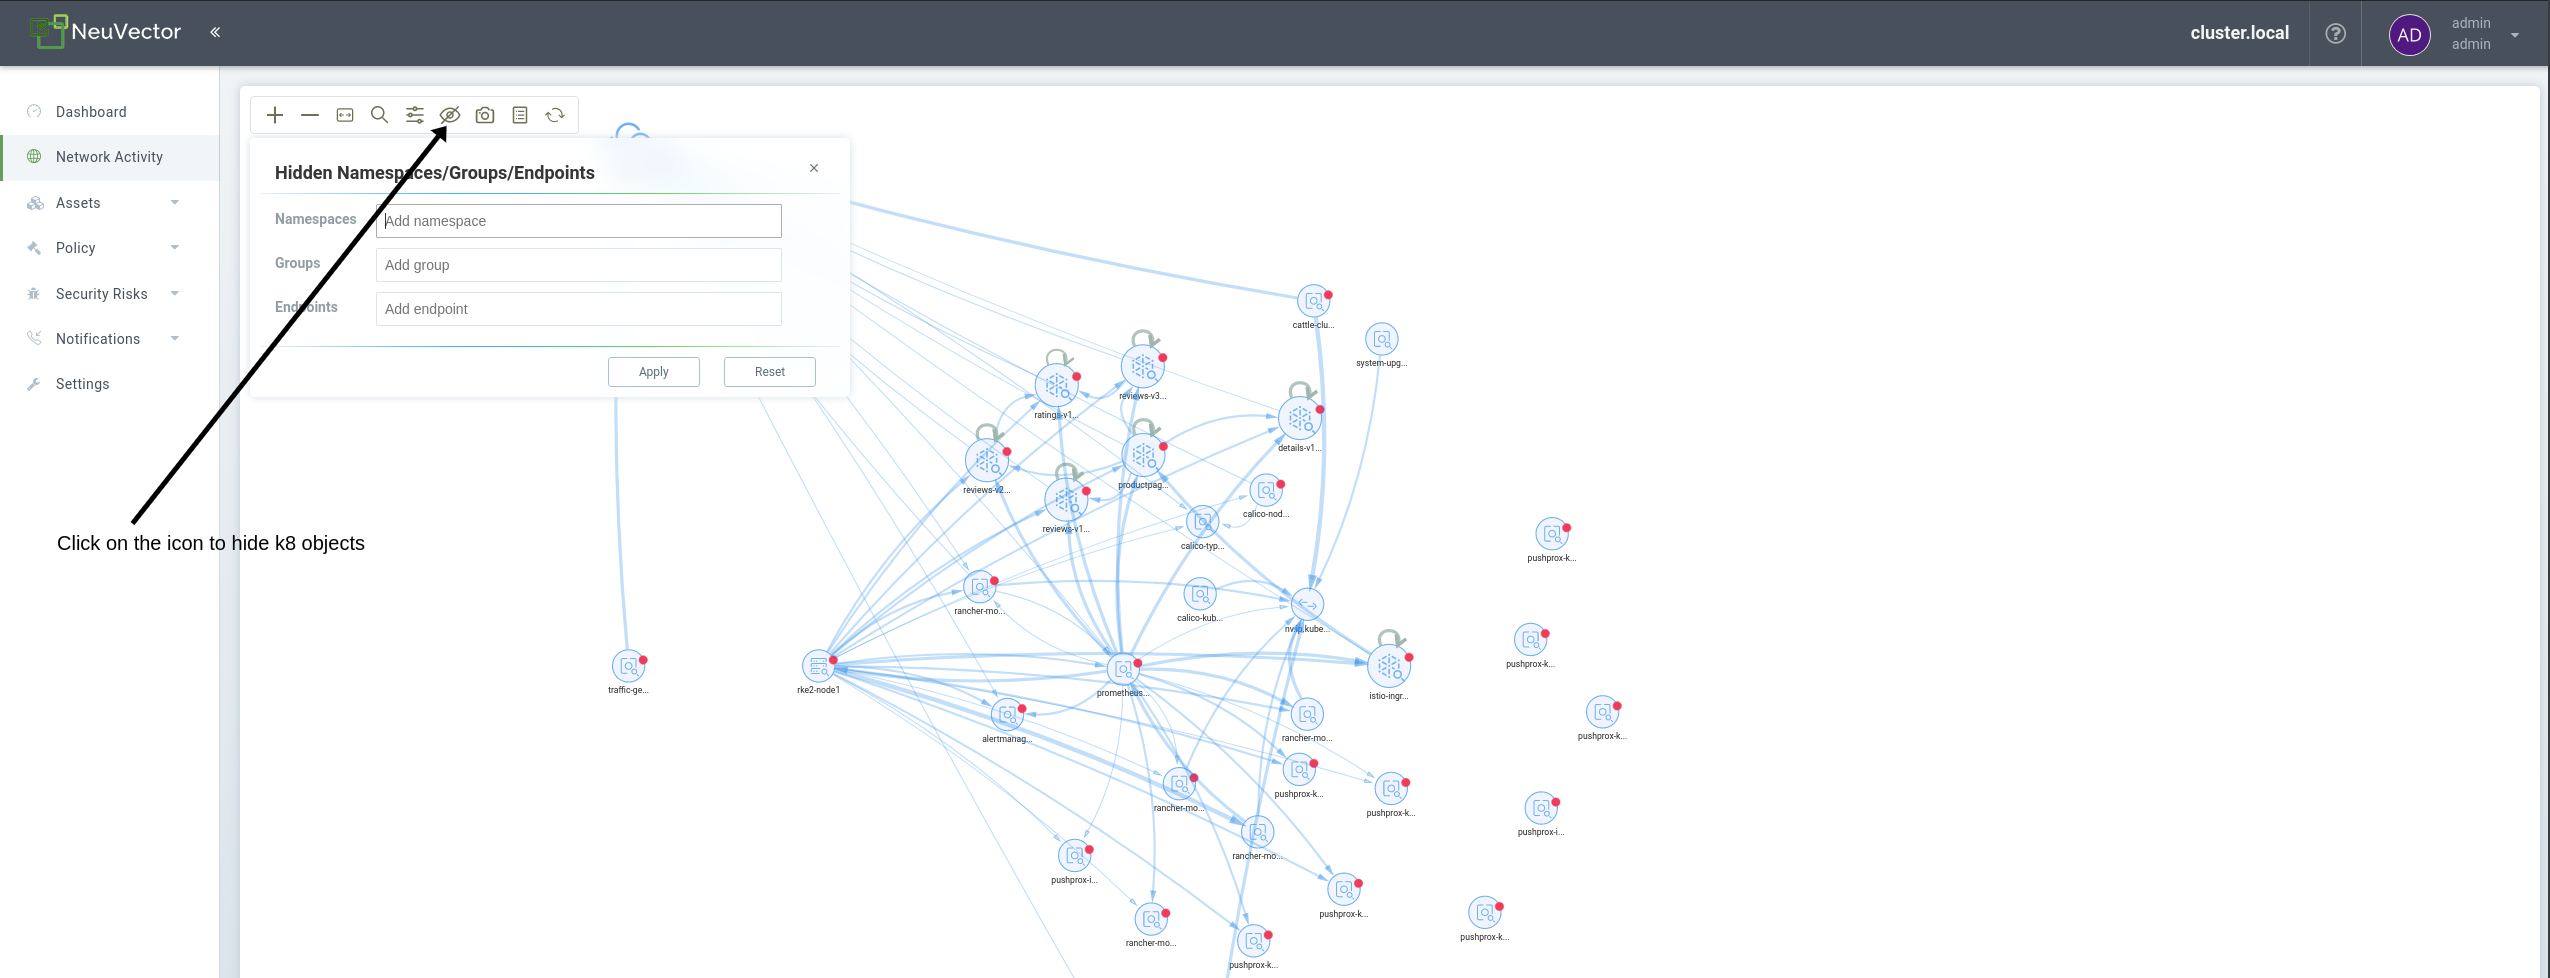 NeuVector «
cluster.local
AD
admin
admin
Dashboard
Network Activity
Assets
Policy
Security Risks
Notifications
Settings
Hidden Namespaces/Groups/Endpoints
×
Namespaces Add namespace
Groups Add group
Endpoints Add endpoint
Apply Reset
Click on the icon to hide k8 objects
cattle-clu...
system-upg...
reviews-v3...
ratings-v1...
details-v1...
productpag...
reviews-v2...
calico-nod...
reviews-v1...
calico-typ...
pushprox-k...
rancher-mo...
calico-kub...
nv.ip.kube...
pushprox-k...
traffic-ge...
rke2-node1
prometheus...
istio-ingr...
alertmanag...
rancher-mo...
pushprox-k...
pushprox-k...
rancher-mo...
pushprox-k...
pushprox-i...
rancher-mo...
pushprox-i...
pushprox-k...
pushprox-k...
rancher-mo...
pushprox-k...